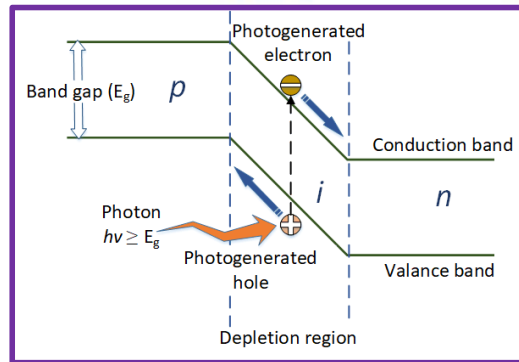 Photogenerated
electron
Band gap (Eg)
p
Conduction band
i
n
Photon
hν ≥ Eg
Photogenerated
hole
Valance band
Depletion region